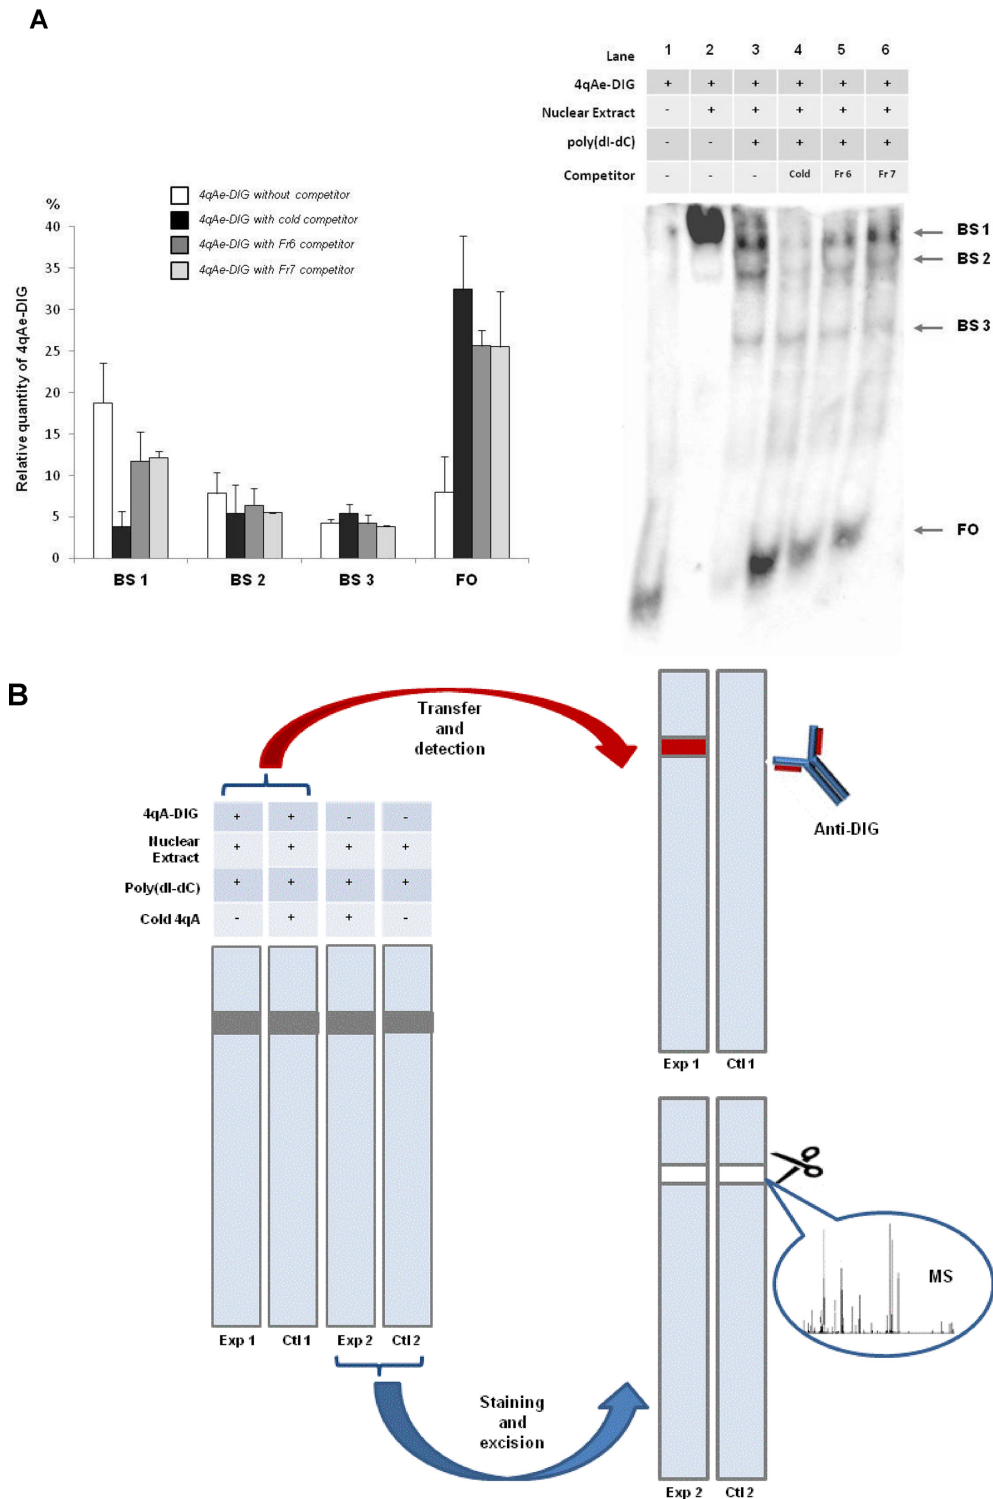 A
Lane 1 2 3 4 5 6
4qAe-DIG + + + + + +
Nuclear Extract - + + + + +
poly(dI-dC) - - + + + +
Competitor - - - Cold Fr 6 Fr 7
BS 1
BS 2
BS 3
FO
%
4qAe-DIG without competitor
4qAe-DIG with cold competitor
4qAe-DIG with Fr6 competitor
4qAe-DIG with Fr7 competitor
Relative quantity of 4qAe-DIG
40
35
30
25
20
15
10
5
0
BS 1 BS 2 BS 3 FO
B
Transfer
and
detection
4qA-DIG + + - -
Nuclear
Extract + + + +
Poly(dI-dC) + + + +
Cold 4qA - + + -
Exp 1 Ctl 1 Exp 2 Ctl 2
Anti-DIG
Exp 1 Ctl 1
Staining
and
excision
MS
Exp 2 Ctl 2